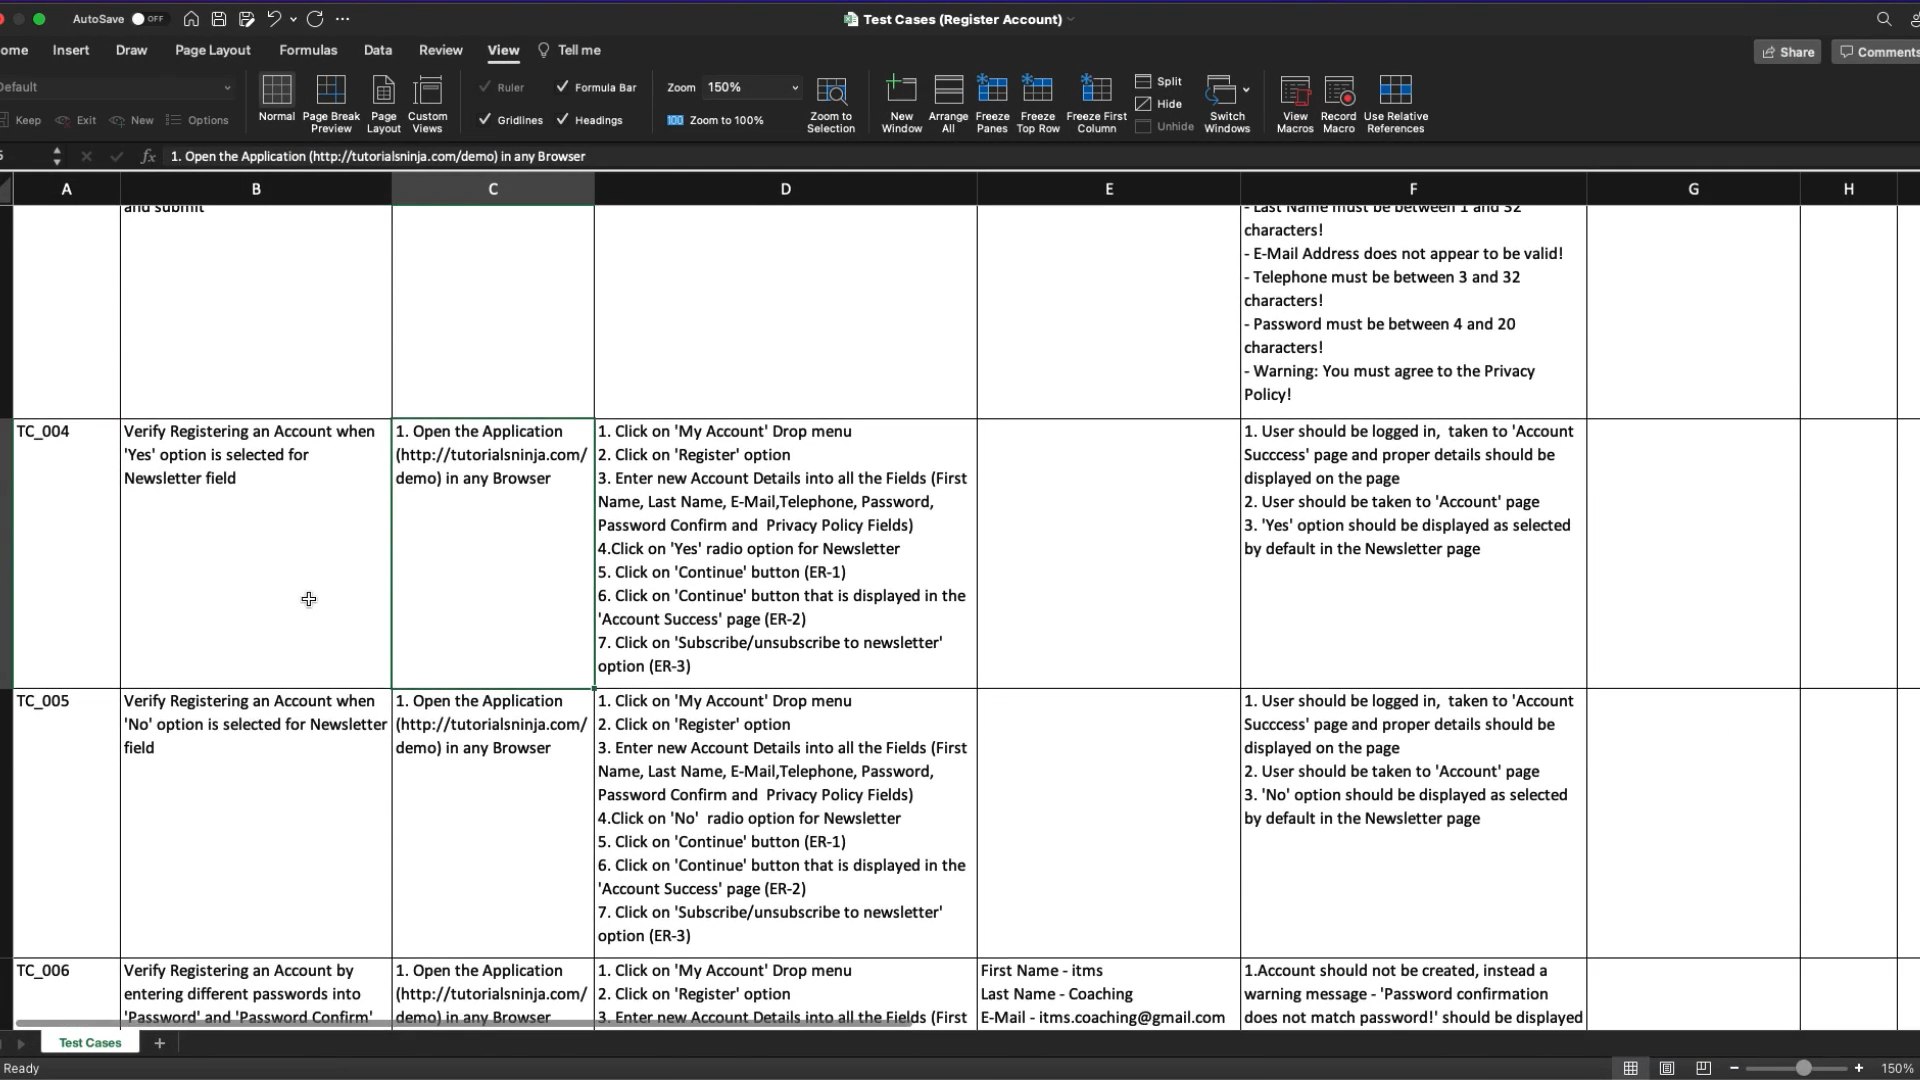 AutoSave OFF
Test Cases (Register Account)
ome Insert Draw Page Layout Formulas Data Review View Tell me
Share Comments
Default
Keep Exit New Options
Normal Page Break Preview Page Layout Custom Views
Ruler Formula Bar
Gridlines Headings
Zoom 150%
100 Zoom to 100%
Zoom to Selection
New Window Arrange All Freeze Panes Freeze Top Row Freeze First Column
Split
Hide
Unhide
Switch Windows
View Macros Record Macro Use Relative References
fx 1. Open the Application (http://tutorialsninja.com/demo) in any Browser
A B C D E F G H
and submit
- Last Name must be between 1 and 32
characters!
- E-Mail Address does not appear to be valid!
- Telephone must be between 3 and 32
characters!
- Password must be between 4 and 20
characters!
- Warning: You must agree to the Privacy
Policy!
TC_004
Verify Registering an Account when
'Yes' option is selected for
Newsletter field
1. Open the Application
(http://tutorialsninja.com/
demo) in any Browser
1. Click on 'My Account' Drop menu
2. Click on 'Register' option
3. Enter new Account Details into all the Fields (First
Name, Last Name, E-Mail,Telephone, Password,
Password Confirm and  Privacy Policy Fields)
4.Click on 'Yes' radio option for Newsletter
5. Click on 'Continue' button (ER-1)
6. Click on 'Continue' button that is displayed in the
'Account Success' page (ER-2)
7. Click on 'Subscribe/unsubscribe to newsletter'
option (ER-3)
1. User should be logged in,  taken to 'Account
Succcess' page and proper details should be
displayed on the page
2. User should be taken to 'Account' page
3. 'Yes' option should be displayed as selected
by default in the Newsletter page
TC_005
Verify Registering an Account when
'No' option is selected for Newsletter
field
1. Open the Application
(http://tutorialsninja.com/
demo) in any Browser
1. Click on 'My Account' Drop menu
2. Click on 'Register' option
3. Enter new Account Details into all the Fields (First
Name, Last Name, E-Mail,Telephone, Password,
Password Confirm and  Privacy Policy Fields)
4.Click on 'No'  radio option for Newsletter
5. Click on 'Continue' button (ER-1)
6. Click on 'Continue' button that is displayed in the
'Account Success' page (ER-2)
7. Click on 'Subscribe/unsubscribe to newsletter'
option (ER-3)
1. User should be logged in,  taken to 'Account
Succcess' page and proper details should be
displayed on the page
2. User should be taken to 'Account' page
3. 'No' option should be displayed as selected
by default in the Newsletter page
TC_006
Verify Registering an Account by
entering different passwords into
'Password' and 'Password Confirm'
1. Open the Application
(http://tutorialsninja.com/
demo) in any Browser
1. Click on 'My Account' Drop menu
2. Click on 'Register' option
3. Enter new Account Details into all the Fields (First
First Name - itms
Last Name - Coaching
E-Mail - itms.coaching@gmail.com
1.Account should not be created, instead a
warning message - 'Password confirmation
does not match password!' should be displayed
Test Cases +
Ready
150%